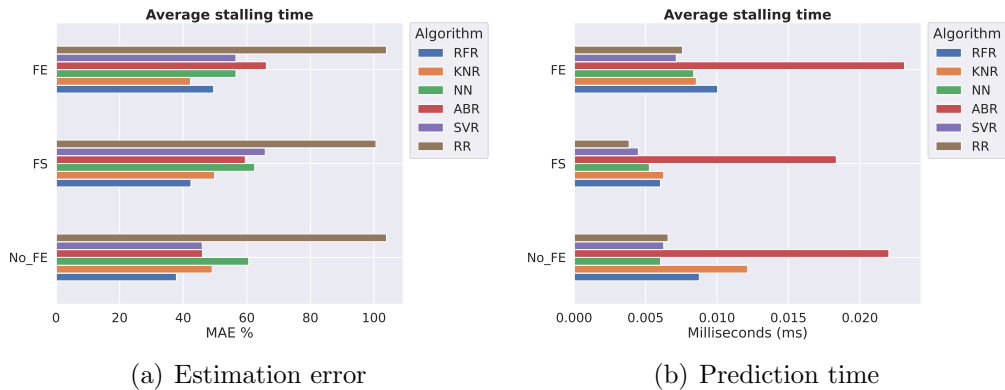 Average stalling time
Algorithm
RFR
KNR
NN
ABR
SVR
RR
FE
FS
No_FE
0 20 40 60 80 100
MAE %
(a) Estimation error
Average stalling time
Algorithm
RFR
KNR
NN
ABR
SVR
RR
FE
FS
No_FE
0.000 0.005 0.010 0.015 0.020
Milliseconds (ms)
(b) Prediction time